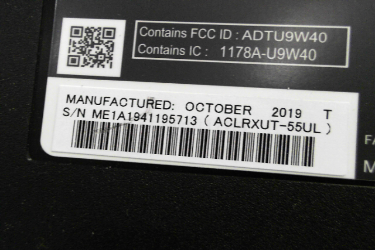 Contains FCC ID : ADTU9W40
Contains IC : 1178A-U9W40
MANUFACTURED: OCTOBER 2019 T
S/N ME1A1941195713 ( ACLRXUT-55UL )